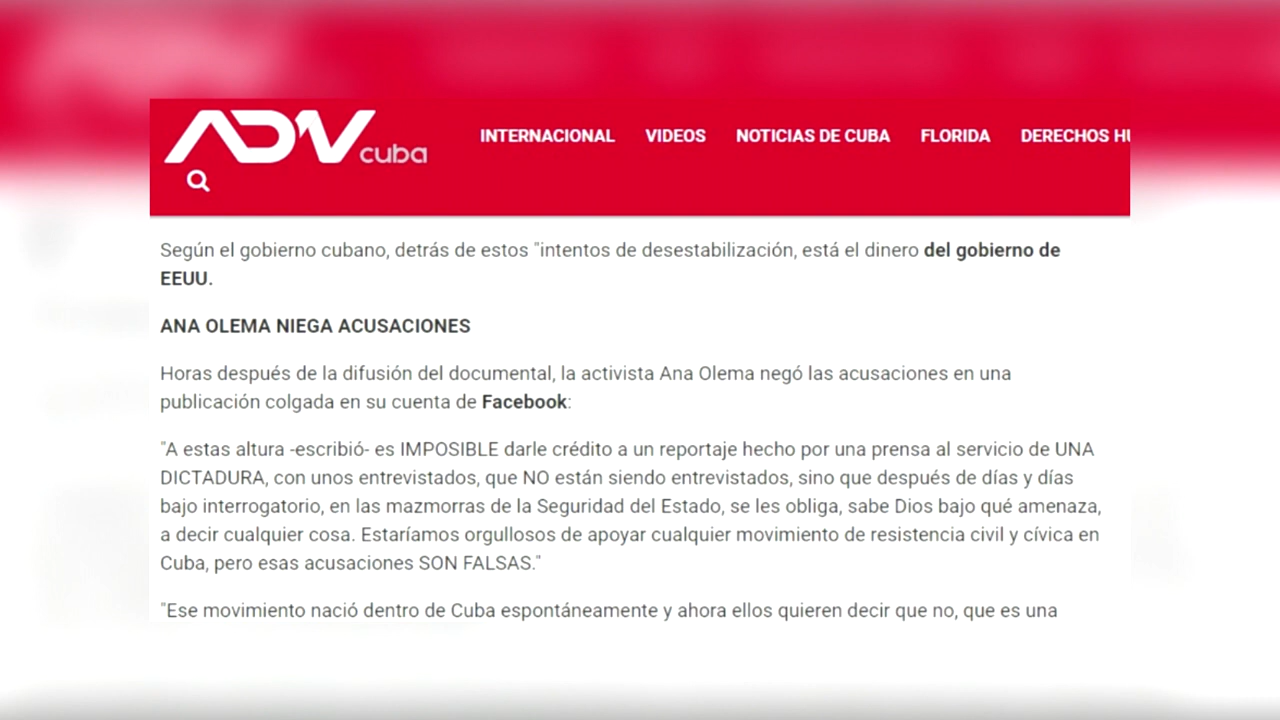 ADN cuba
INTERNACIONAL VIDEOS NOTICIAS DE CUBA FLORIDA DERECHOS HU
Según el gobierno cubano, detrás de estos "intentos de desestabilización, está el dinero del gobierno de
EEUU.
ANA OLEMA NIEGA ACUSACIONES
Horas después de la difusión del documental, la activista Ana Olema negó las acusaciones en una
publicación colgada en su cuenta de Facebook:
"A estas altura -escribió- es IMPOSIBLE darle crédito a un reportaje hecho por una prensa al servicio de UNA
DICTADURA, con unos entrevistados, que NO están siendo entrevistados, sino que después de días y días
bajo interrogatorio, en las mazmorras de la Seguridad del Estado, se les obliga, sabe Dios bajo qué amenaza,
a decir cualquier cosa. Estaríamos orgullosos de apoyar cualquier movimiento de resistencia civil y cívica en
Cuba, pero esas acusaciones SON FALSAS."
"Ese movimiento nació dentro de Cuba espontáneamente y ahora ellos quieren decir que no, que es una